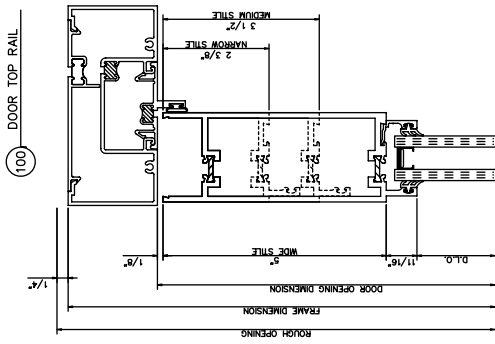 100 DOOR TOP RAIL
MEDIUM STILE
3 1/2"
NARROW STILE
2 3/8"
1/4"
1/8"
WIDE STILE
5"
11/16"
D.L.O.
DOOR OPENING DIMENSION
FRAME DIMENSION
ROUGH OPENING